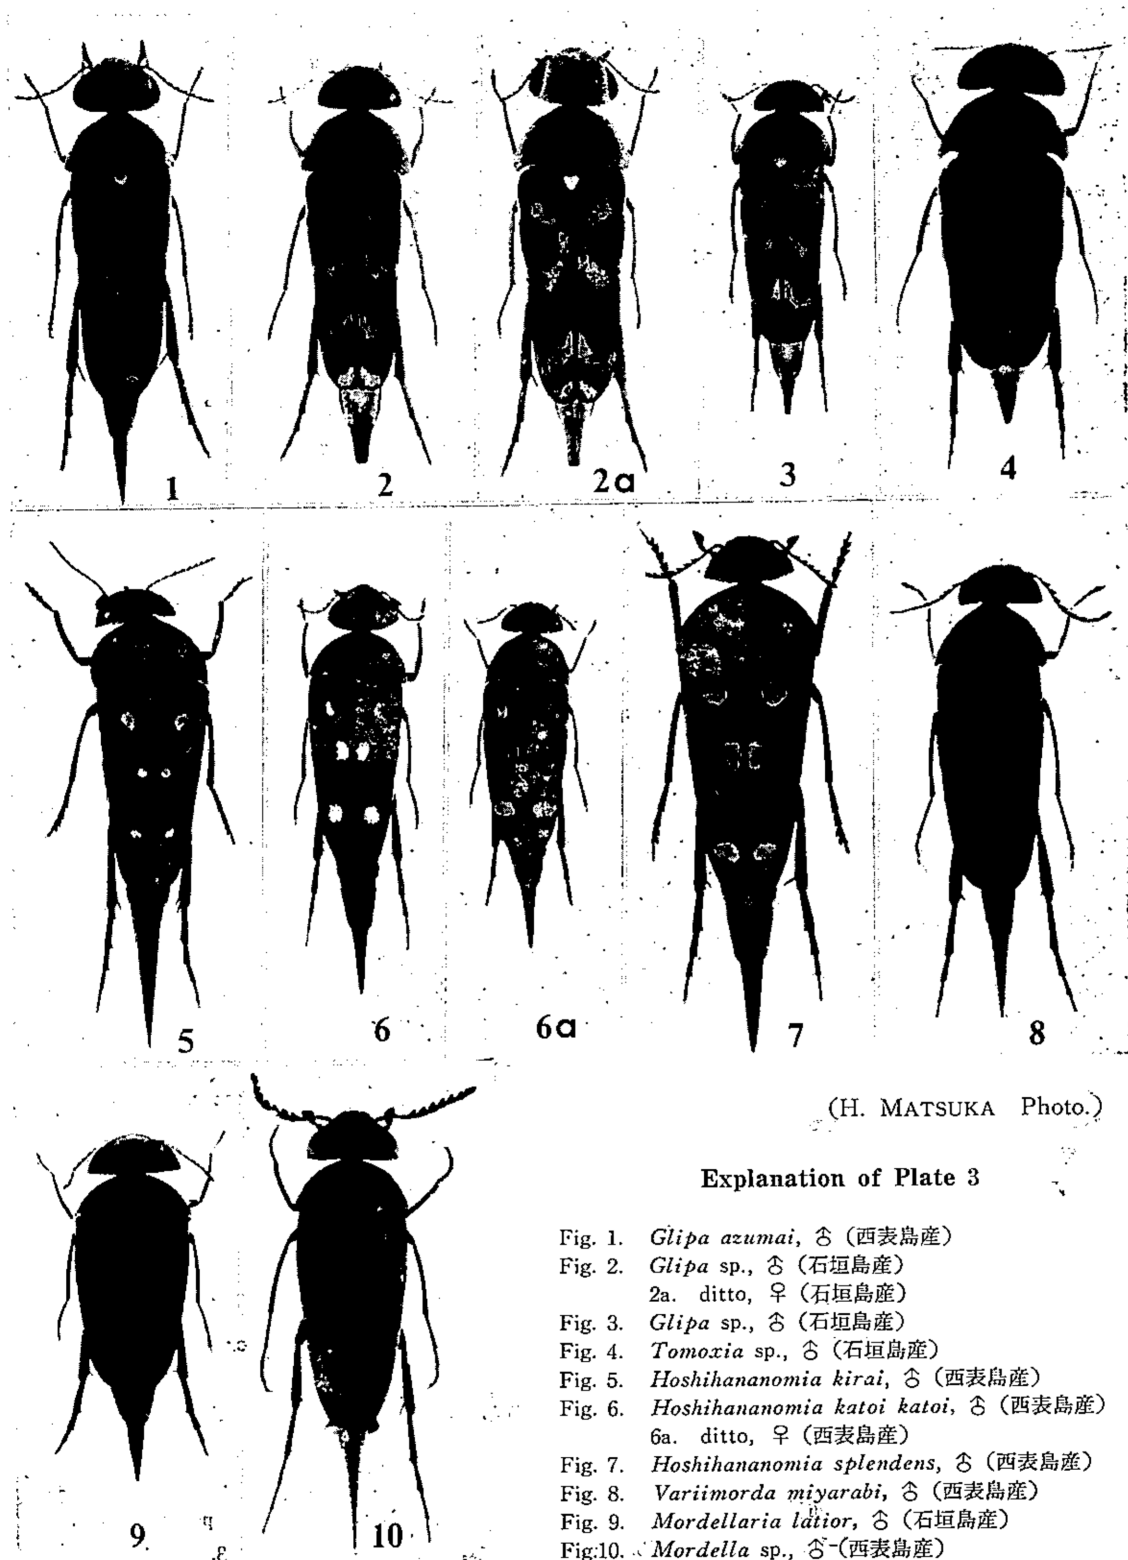 1
2
2a
3
4
5
6
6a
7
8
9
10
(H. MATSUKA Photo.)
Explanation of Plate 3
Fig. 1. Glipa azumai, ♂ (西表島産)
Fig. 2. Glipa sp., ♂ (石垣島産)
2a. ditto, ♀ (石垣島産)
Fig. 3. Glipa sp., ♂ (石垣島産)
Fig. 4. Tomoxia sp., ♂ (石垣島産)
Fig. 5. Hoshihananomia kirai, ♂ (西表島産)
Fig. 6. Hoshihananomia katoi katoi, ♂ (西表島産)
6a. ditto, ♀ (西表島産)
Fig. 7. Hoshihananomia splendens, ♂ (西表島産)
Fig. 8. Variimorda miyarabi, ♂ (西表島産)
Fig. 9. Mordellaria latior, ♂ (石垣島産)
Fig. 10. Mordella sp., ♂ (西表島産)